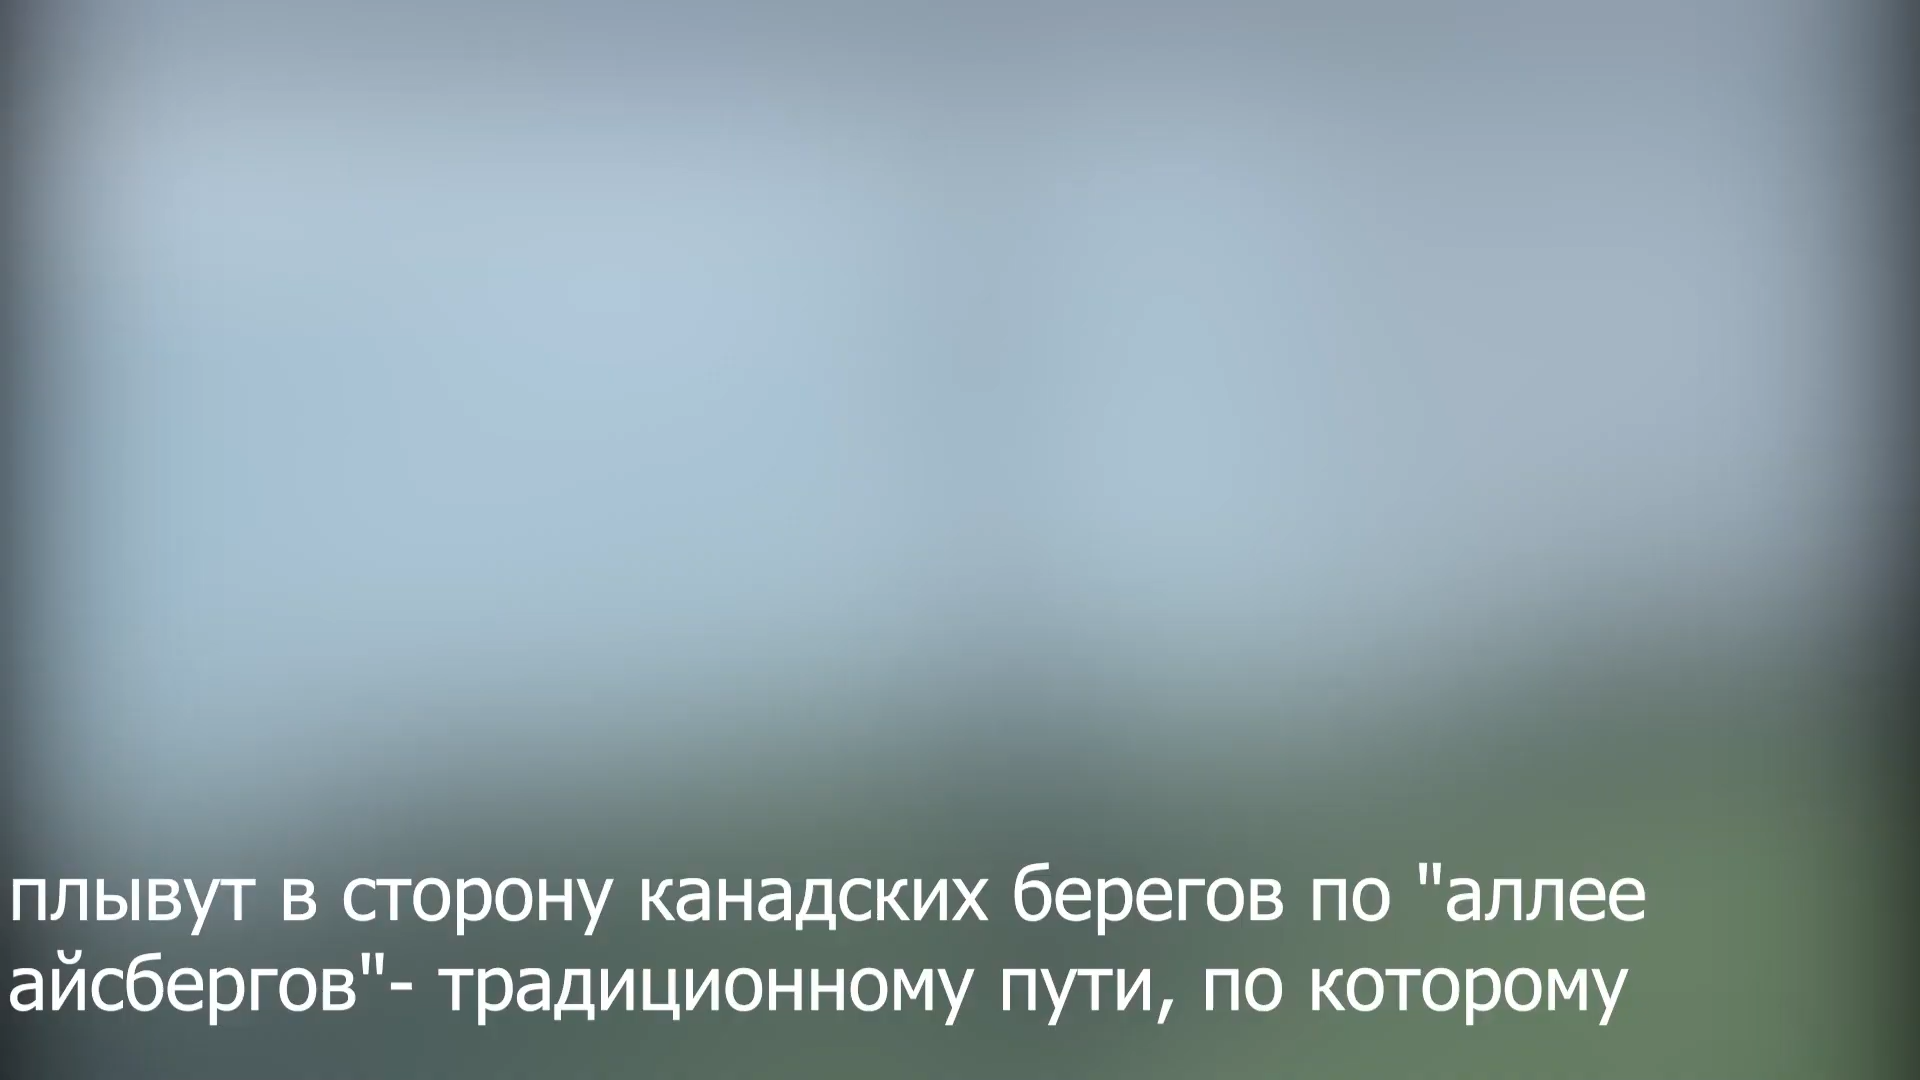 плывут в сторону канадских берегов по "аллее
айсбергов"- традиционному пути, по которому